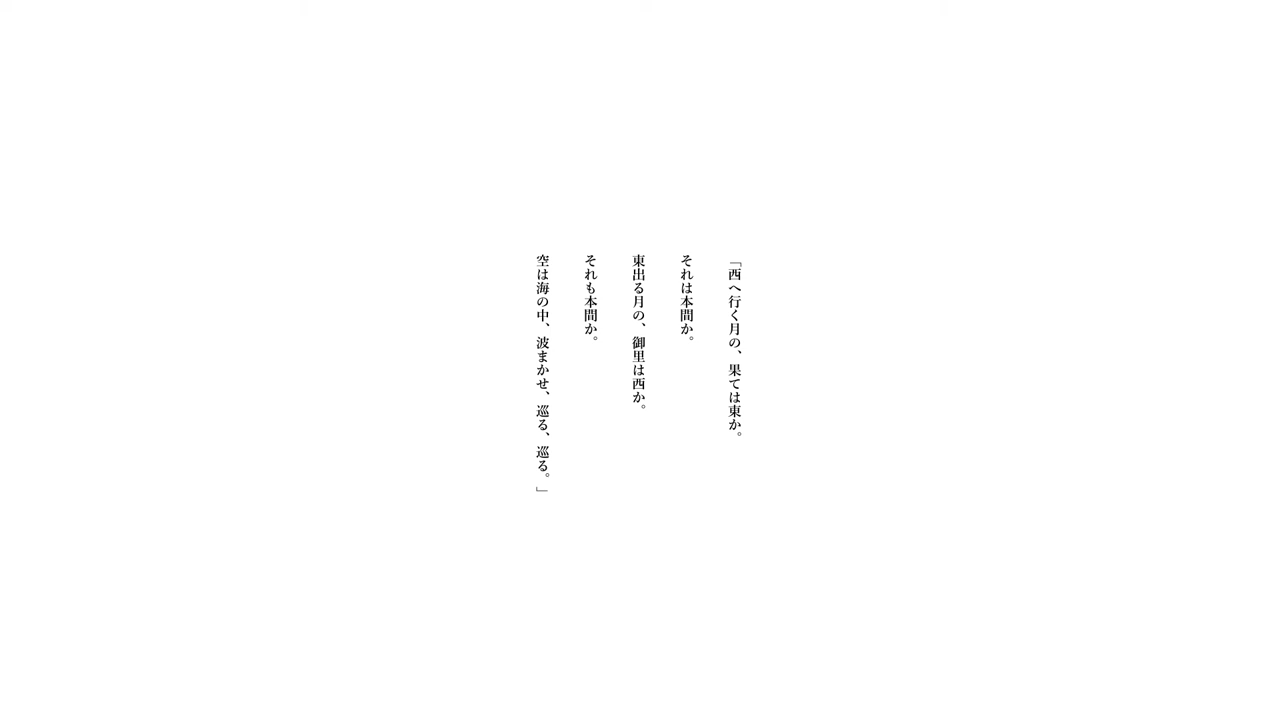 「西へ行く月の、果ては東か。
それは本間か。
東出る月の、御里は西か。
それも本間か。
空は海の中、波まかせ、巡る、巡る。」